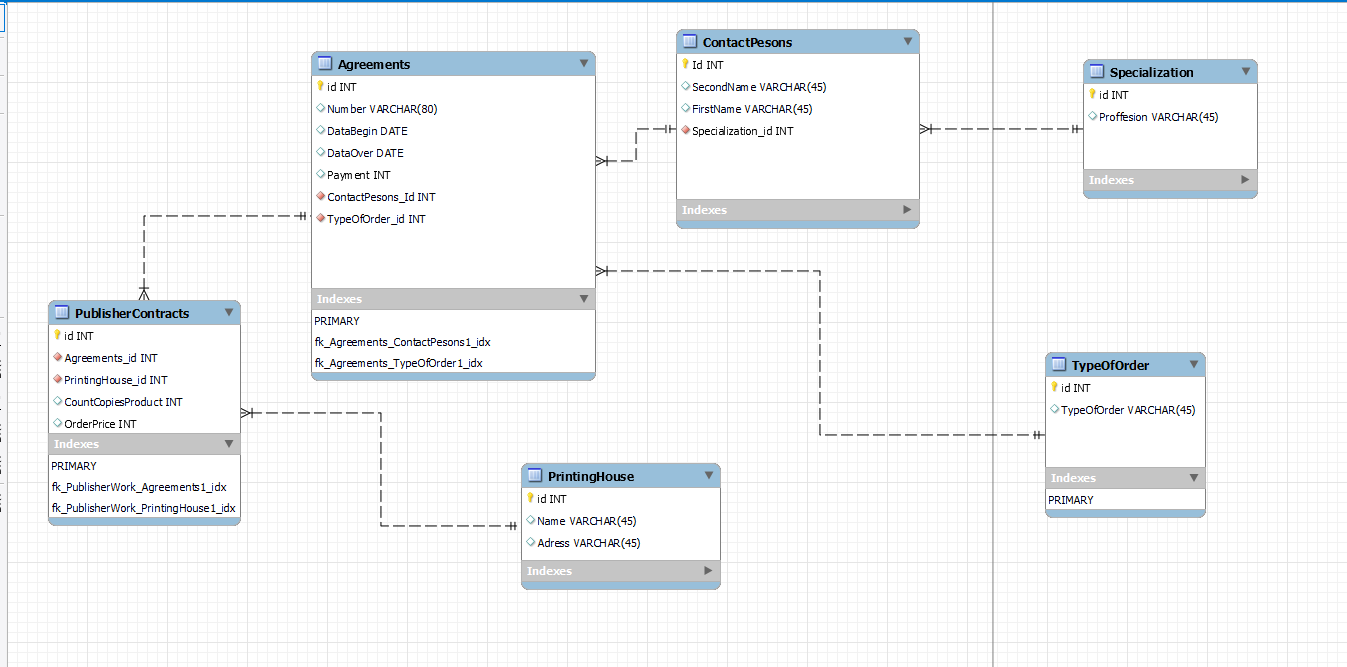 Agreements
id INT
Number VARCHAR(80)
DataBegin DATE
DataOver DATE
Payment INT
ContactPesons_Id INT
TypeOfOrder_id INT
Indexes
PRIMARY
fk_Agreements_ContactPesons1_idx
fk_Agreements_TypeOfOrder1_idx
ContactPesons
Id INT
SecondName VARCHAR(45)
FirstName VARCHAR(45)
Specialization_id INT
Indexes
Specialization
id INT
Proffesion VARCHAR(45)
Indexes
PublisherContracts
id INT
Agreements_id INT
PrintingHouse_id INT
CountCopiesProduct INT
OrderPrice INT
Indexes
PRIMARY
fk_PublisherWork_Agreements1_idx
fk_PublisherWork_PrintingHouse1_idx
PrintingHouse
id INT
Name VARCHAR(45)
Adress VARCHAR(45)
Indexes
TypeOfOrder
id INT
TypeOfOrder VARCHAR(45)
Indexes
PRIMARY